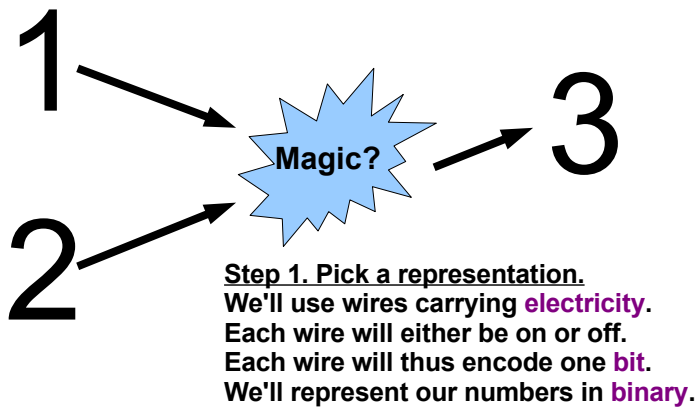 1
2
Magic?
3
Step 1. Pick a representation.
We'll use wires carrying electricity.
Each wire will either be on or off.
Each wire will thus encode one bit.
We'll represent our numbers in binary.